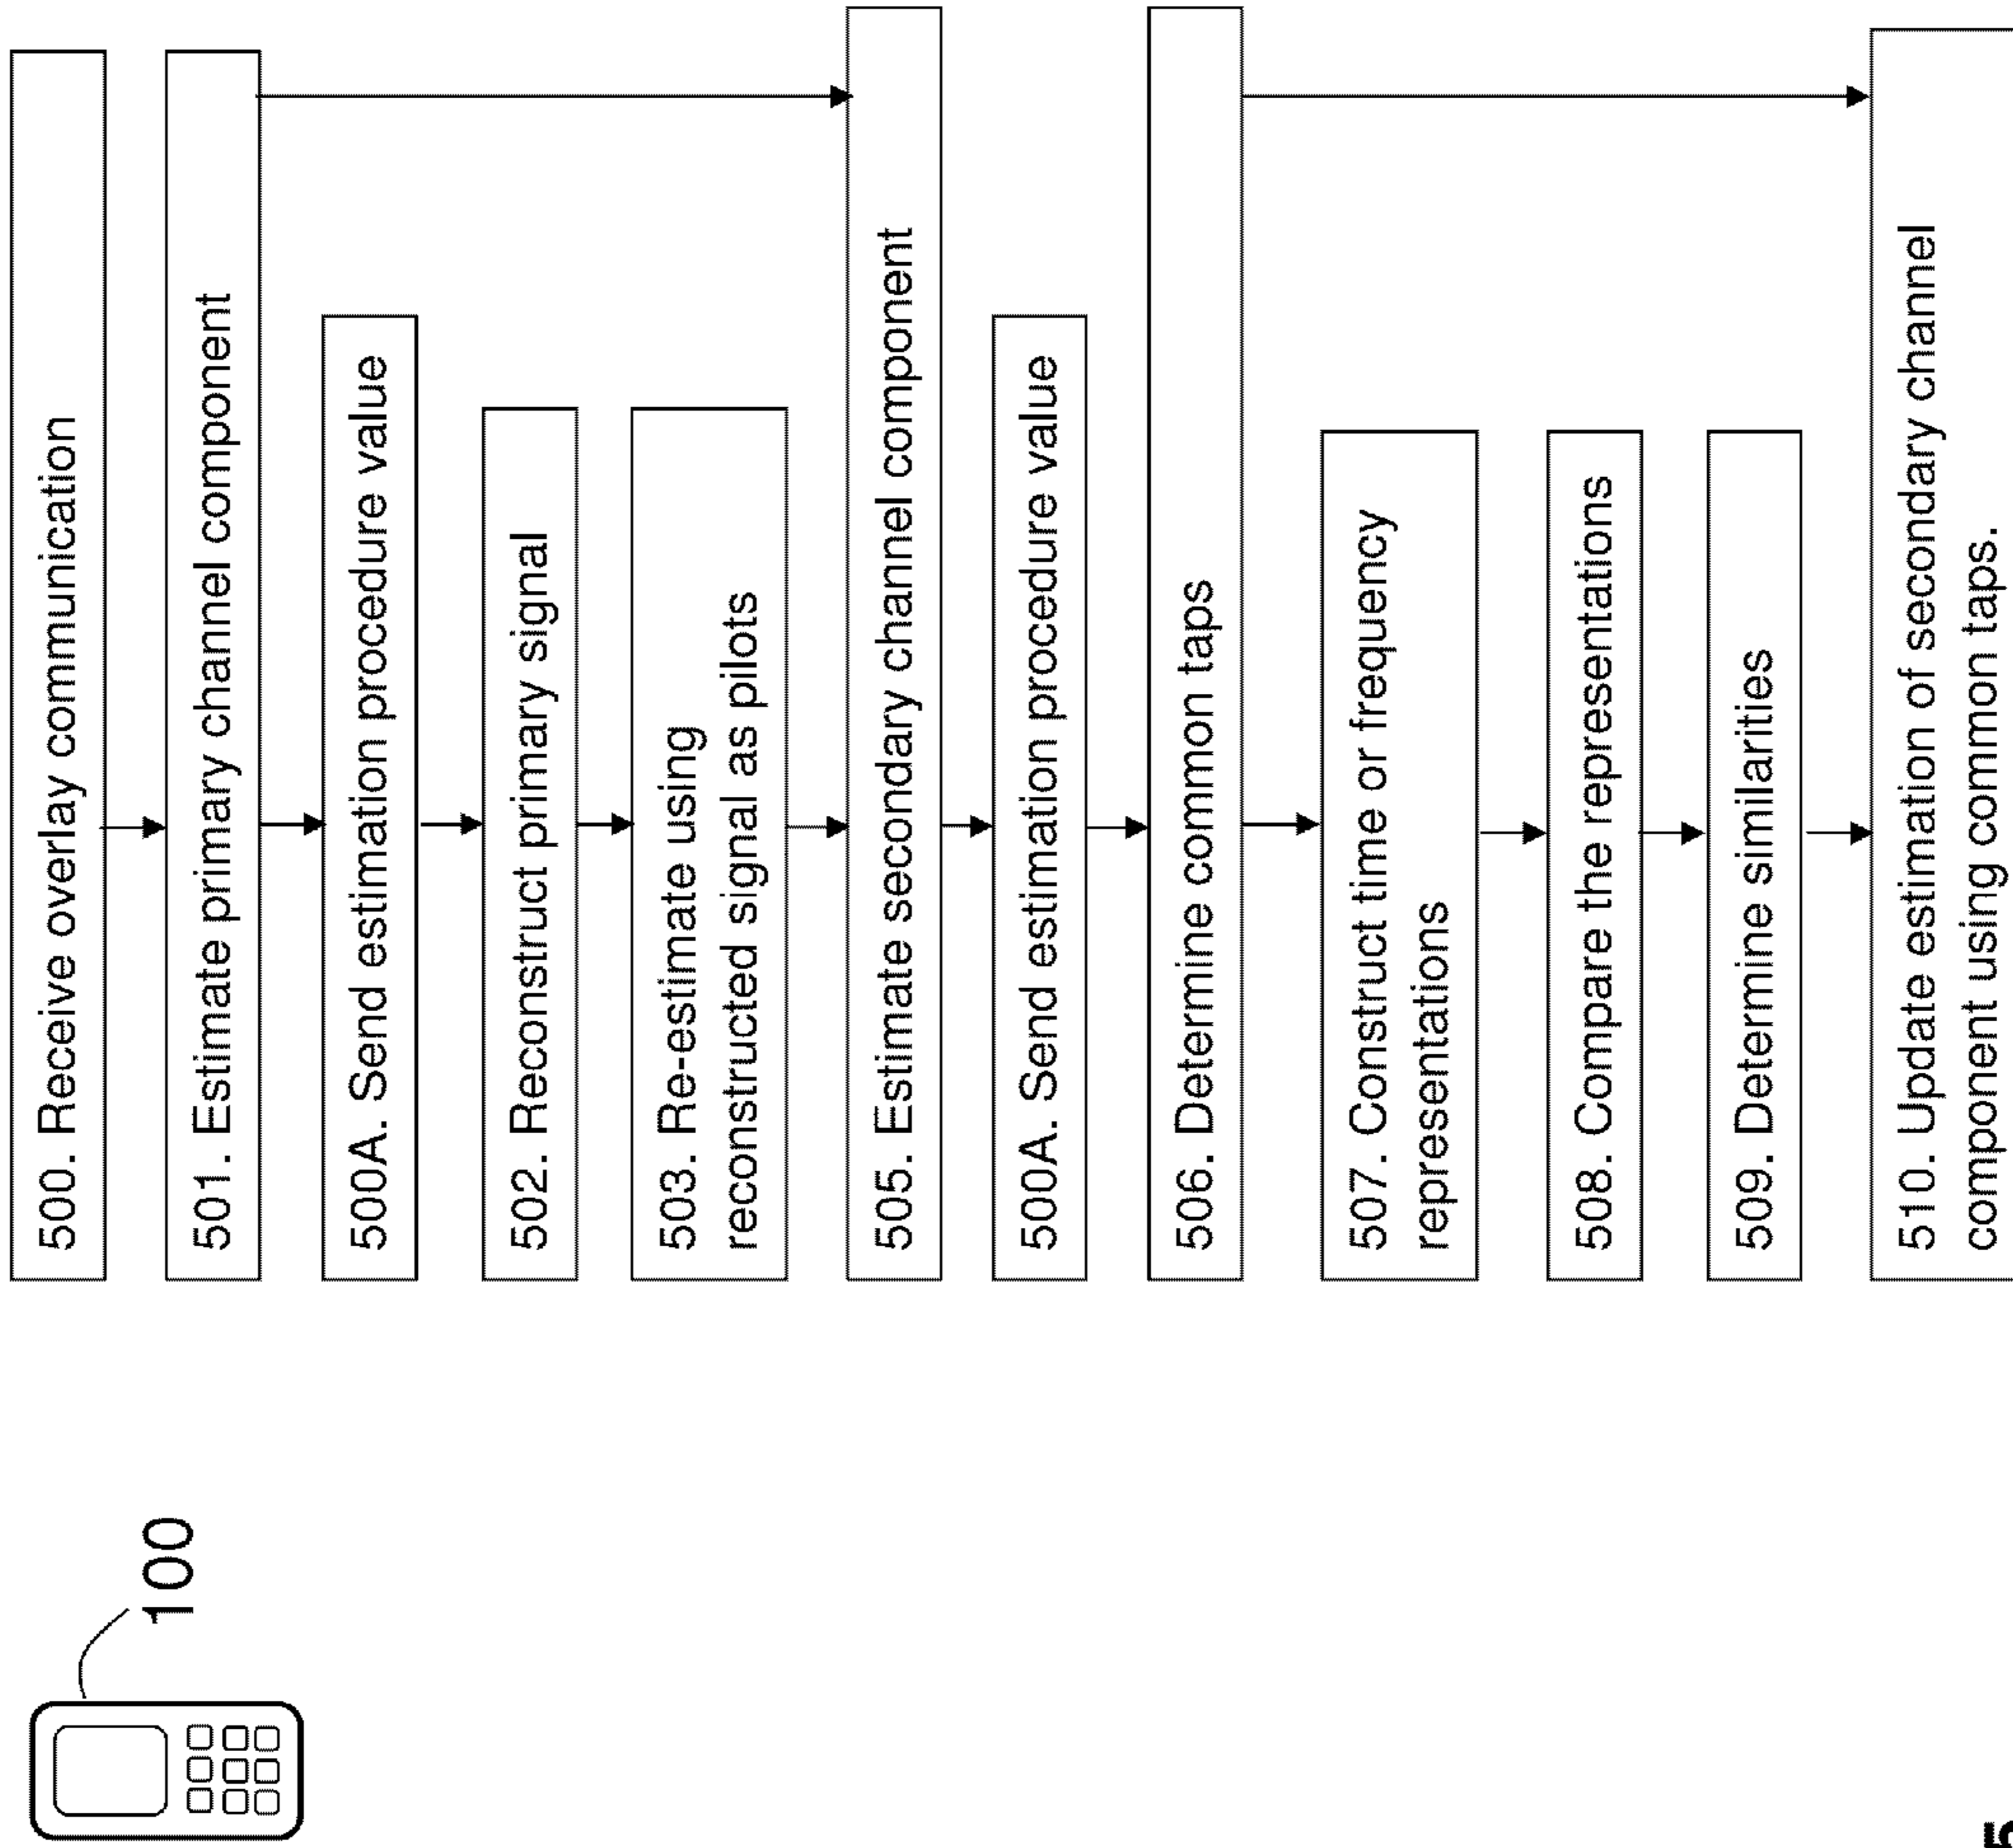 100
500. Receive overlay communication
501. Estimate primary channel component
500A. Send estimation procedure value
502. Reconstruct primary signal
503. Re-estimate using
reconstructed signal as pilots
505. Estimate secondary channel component
500A. Send estimation procedure value
506. Determine common taps
507. Construct time or frequency
representations
508. Compare the representations
509. Determine similarities
510. Update estimation of secondary channel
component using common taps.